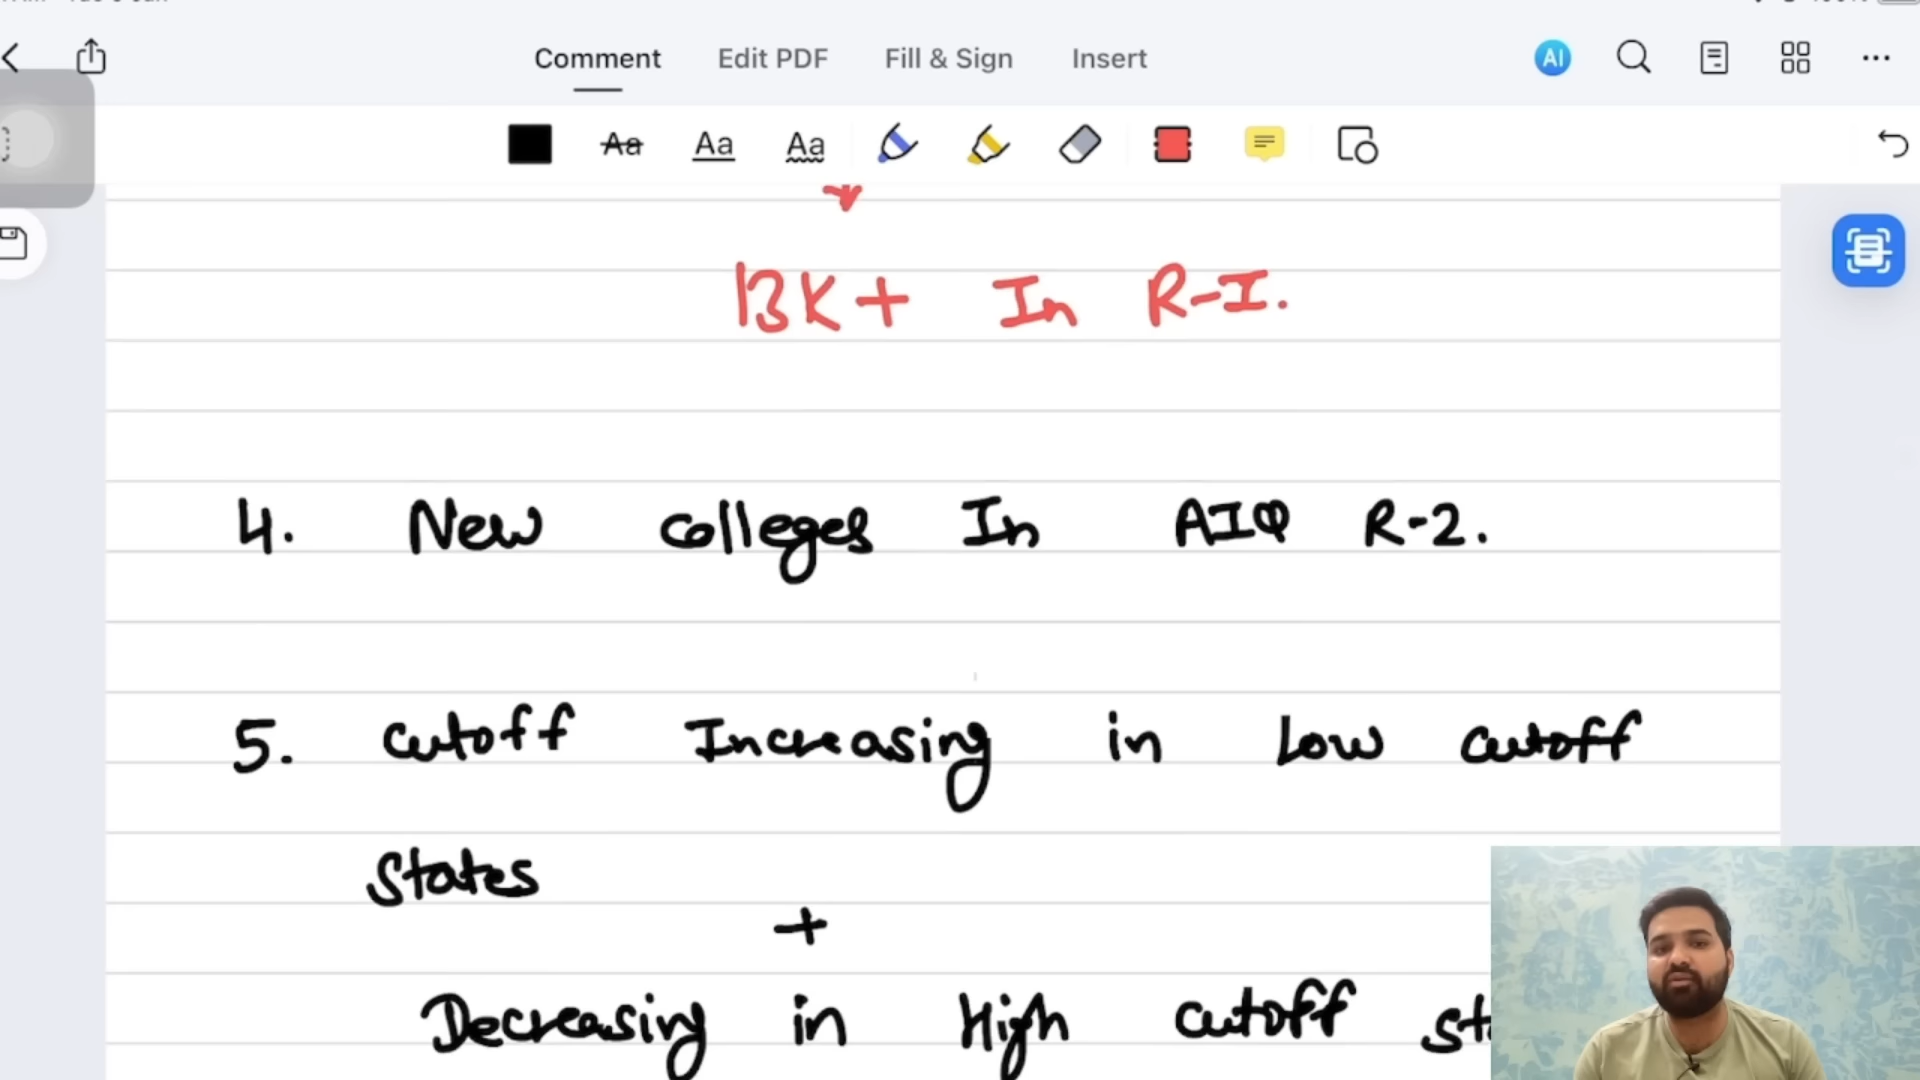 Comment Edit PDF Fill & Sign Insert AI
Aa Aa Aa
13K+ In R-I.
4. New colleges In AIQ R-2.
5. Cutoff Increasing in Low cutoff
States
+
Decreasing in High cutoff